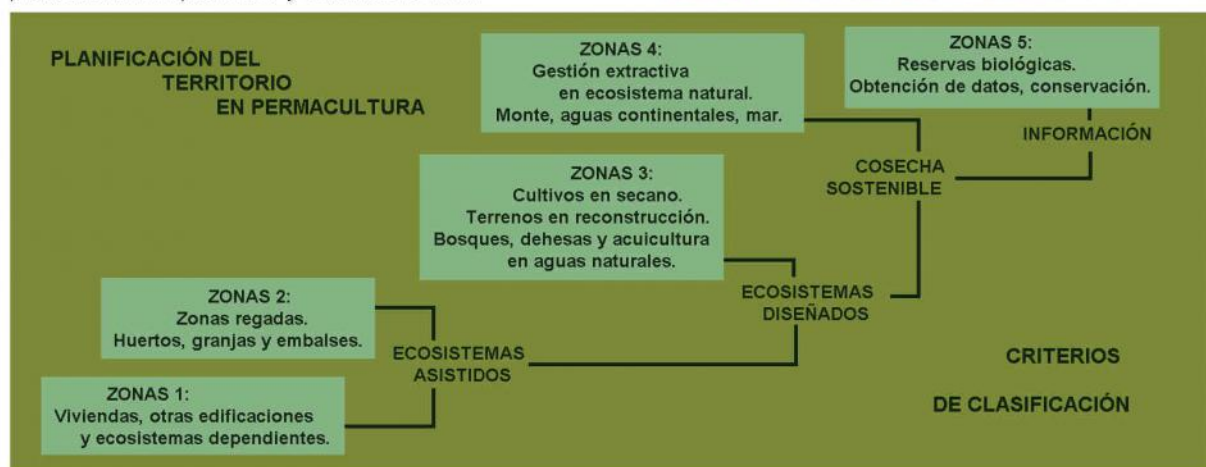 PLANIFICACIÓN DEL
TERRITORIO
EN PERMACULTURA
ZONAS 4:
Gestión extractiva
en ecosistema natural.
Monte, aguas continentales, mar.
ZONAS 5:
Reservas biológicas.
Obtención de datos, conservación.
INFORMACIÓN
COSECHA
SOSTENIBLE
ZONAS 3:
Cultivos en secano.
Terrenos en reconstrucción.
Bosques, dehesas y acuicultura
en aguas naturales.
ECOSISTEMAS
DISEÑADOS
ZONAS 2:
Zonas regadas.
Huertos, granjas y embalses.
ECOSISTEMAS
ASISTIDOS
ZONAS 1:
Viviendas, otras edificaciones
y ecosistemas dependientes.
CRITERIOS
DE CLASIFICACIÓN